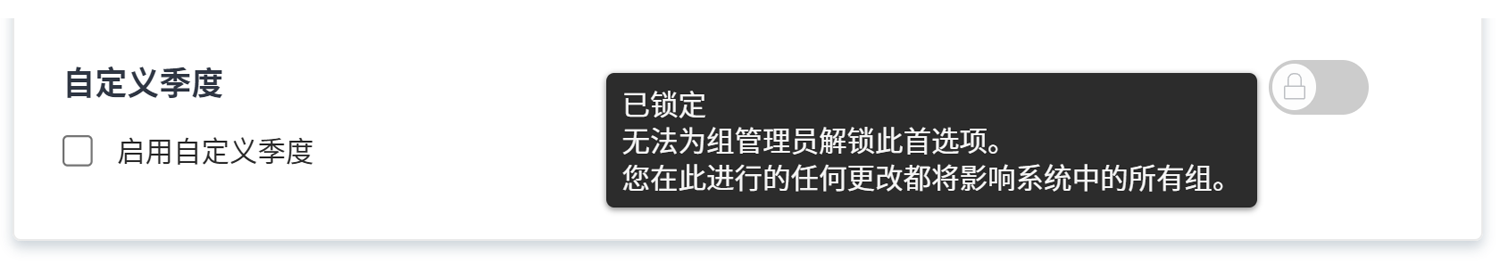 自定义季度
启用自定义季度
已锁定
无法为组管理员解锁此首选项。
您在此进行的任何更改都将影响系统中的所有组。